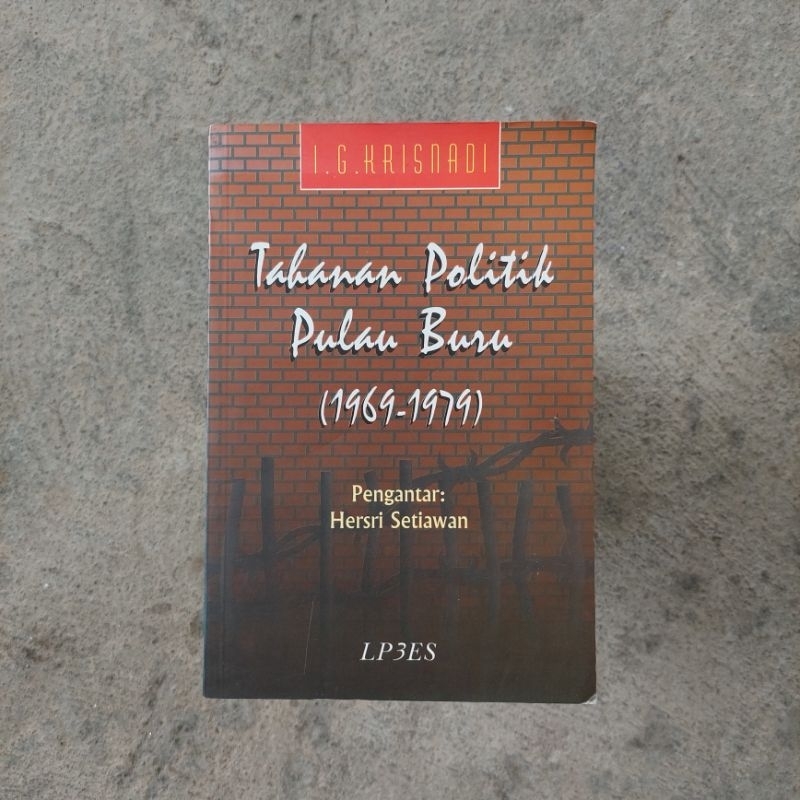 I.G.KRISNADI
Tahanan Politik
Pulau Buru
(1969-1979)
Pengantar:
Hersri Setiawan
LP3ES